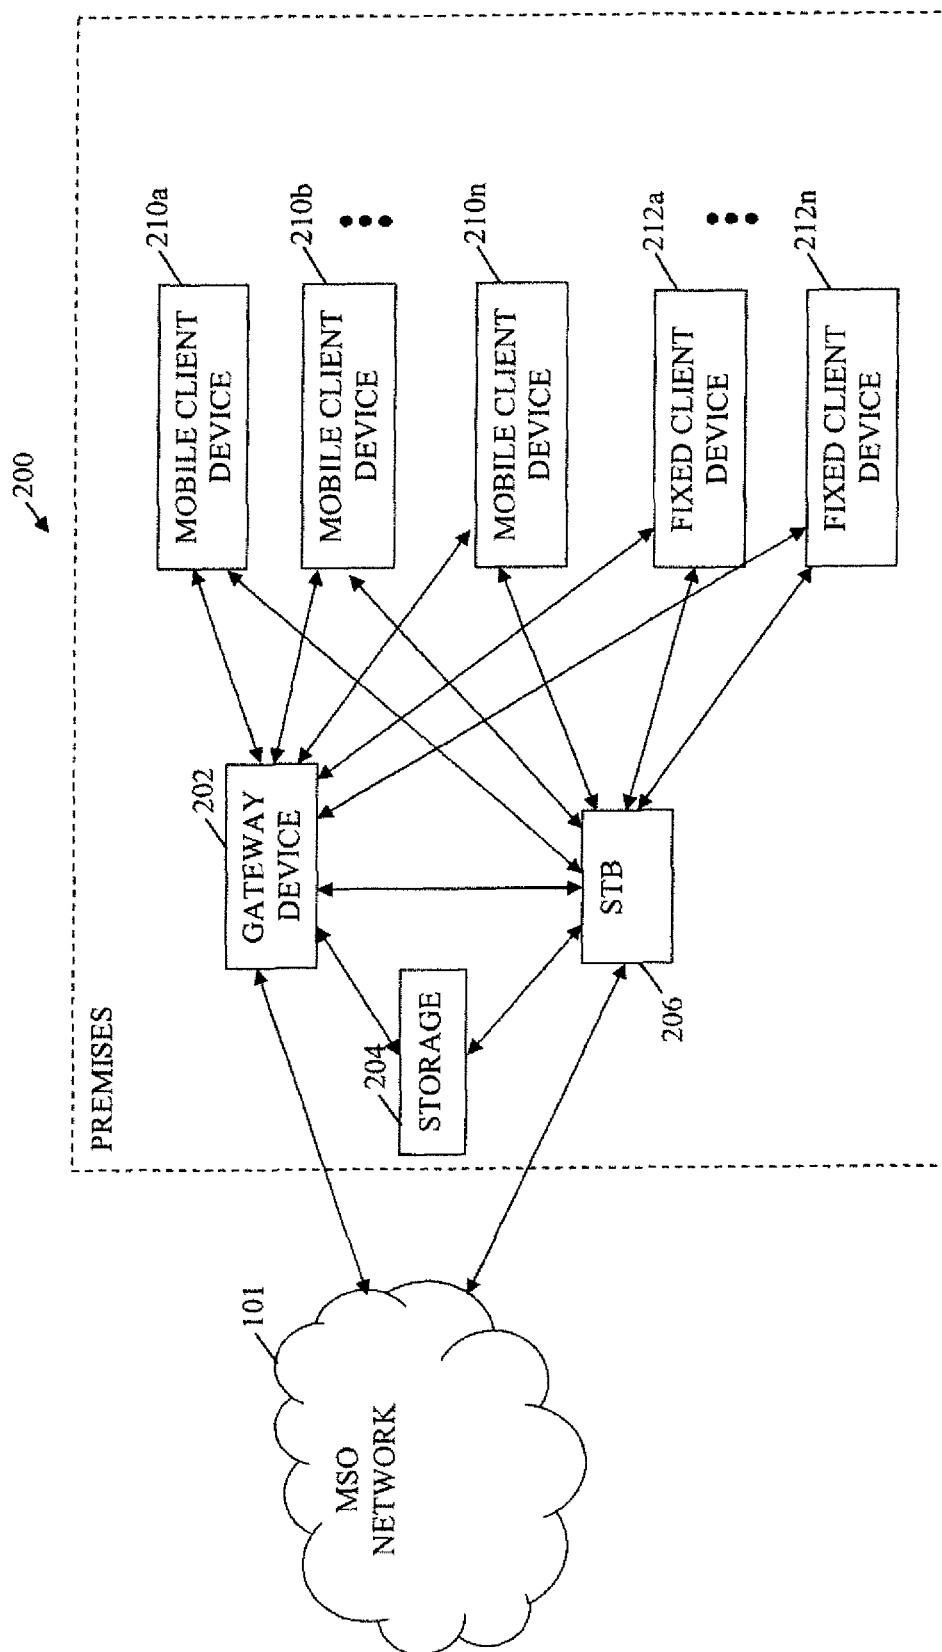 200
PREMISES
MSO
NETWORK
101
GATEWAY
DEVICE
202
STORAGE
204
STB
206
MOBILE CLIENT
DEVICE
210a
MOBILE CLIENT
DEVICE
210b
MOBILE CLIENT
DEVICE
210n
FIXED CLIENT
DEVICE
212a
FIXED CLIENT
DEVICE
212n